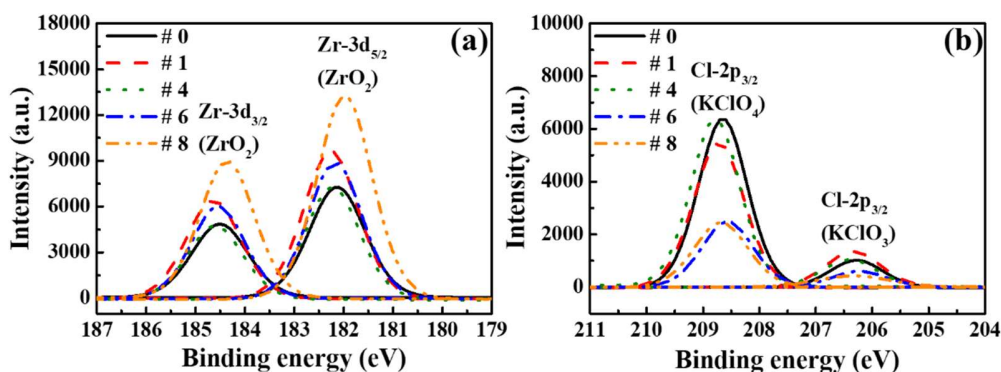 18000
15000
12000
9000
6000
3000
0
Intensity (a.u.)
# 0
# 1
# 4
# 6
# 8
Zr-3d3/2
(ZrO2)
Zr-3d5/2
(ZrO2)
(a)
187 186 185 184 183 182 181 180 179
Binding energy (eV)
10000
8000
6000
4000
2000
0
Intensity (a.u.)
# 0
# 1
# 4
# 6
# 8
Cl-2p3/2
(KClO4)
Cl-2p3/2
(KClO3)
(b)
211 210 209 208 207 206 205 204
Binding energy (eV)